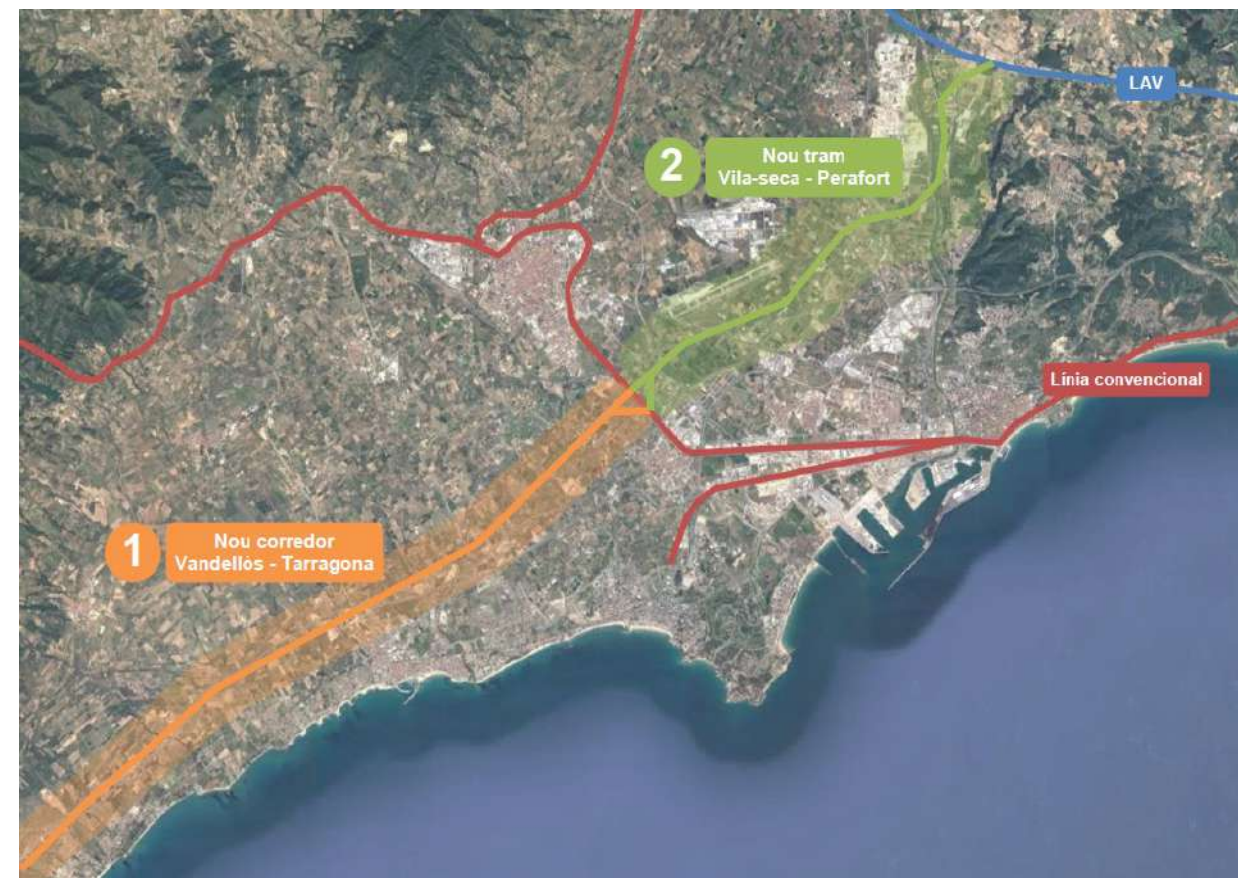 LAV
2
Nou tram
Vila-seca - Perafort
Línia convencional
1
Nou corredor
Vandellòs - Tarragona